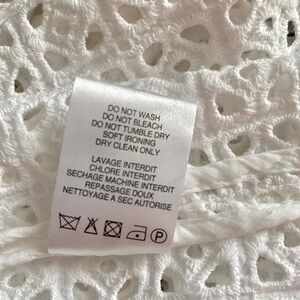 DO NOT WASH
DO NOT BLEACH
DO NOT TUMBLE DRY
SOFT IRONING
DRY CLEAN ONLY
LAVAGE INTERDIT
CHLORE INTERDIT
SECHAGE MACHINE INTERDIT
REPASSAGE DOUX
NETTOYAGE A SEC AUTORISE
P